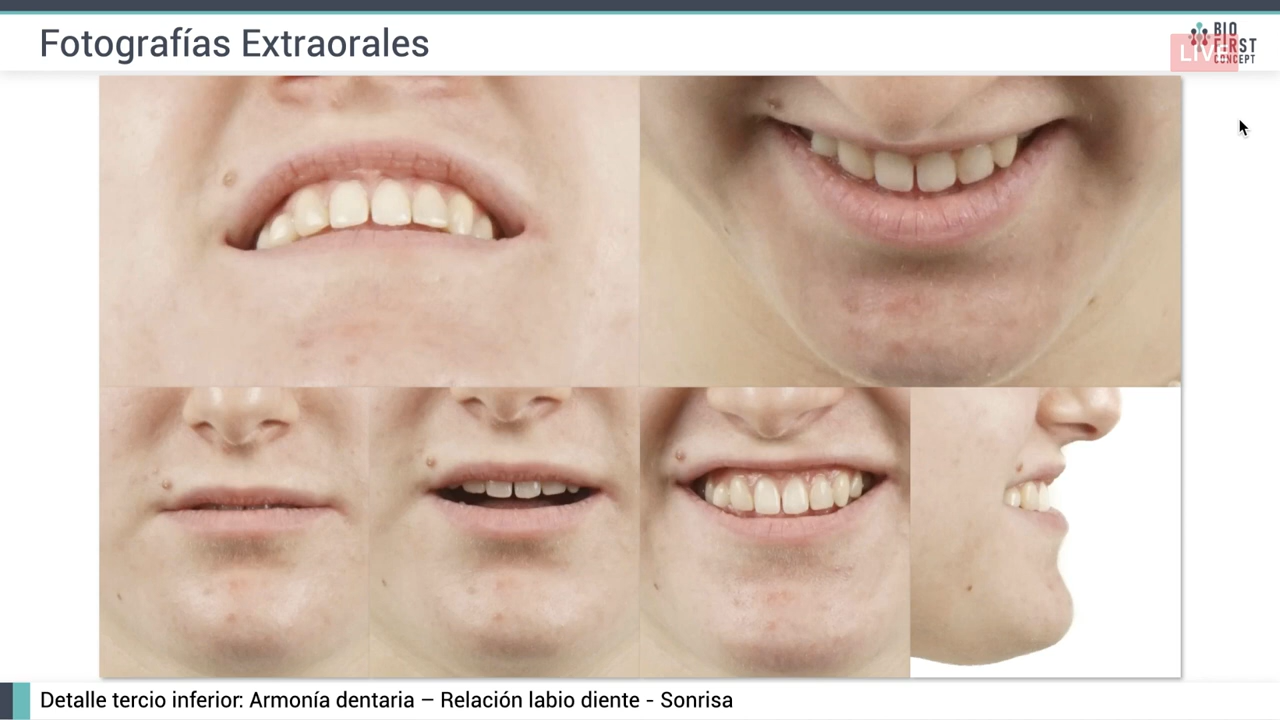 Fotografías Extraorales
BIO
FIRST
CONCEPT
LIVE
Detalle tercio inferior: Armonía dentaria – Relación labio diente - Sonrisa